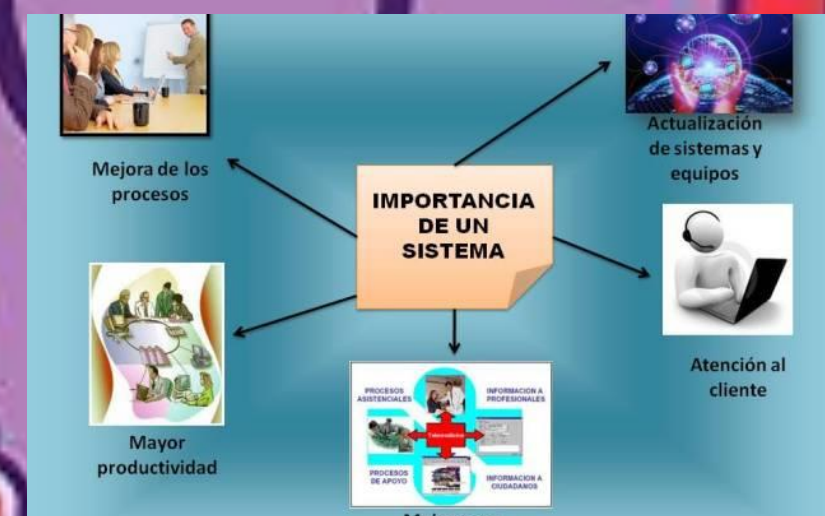 IMPORTANCIA
DE UN
SISTEMA
Mejora de los
procesos
Actualización
de sistemas y
equipos
Mayor
productividad
Atención al
cliente
PROCESOS
ASISTENCIALES
INFORMACION A
PROFESIONALES
PROCESOS
DE APOYO
INFORMACION A
CIUDADANOS